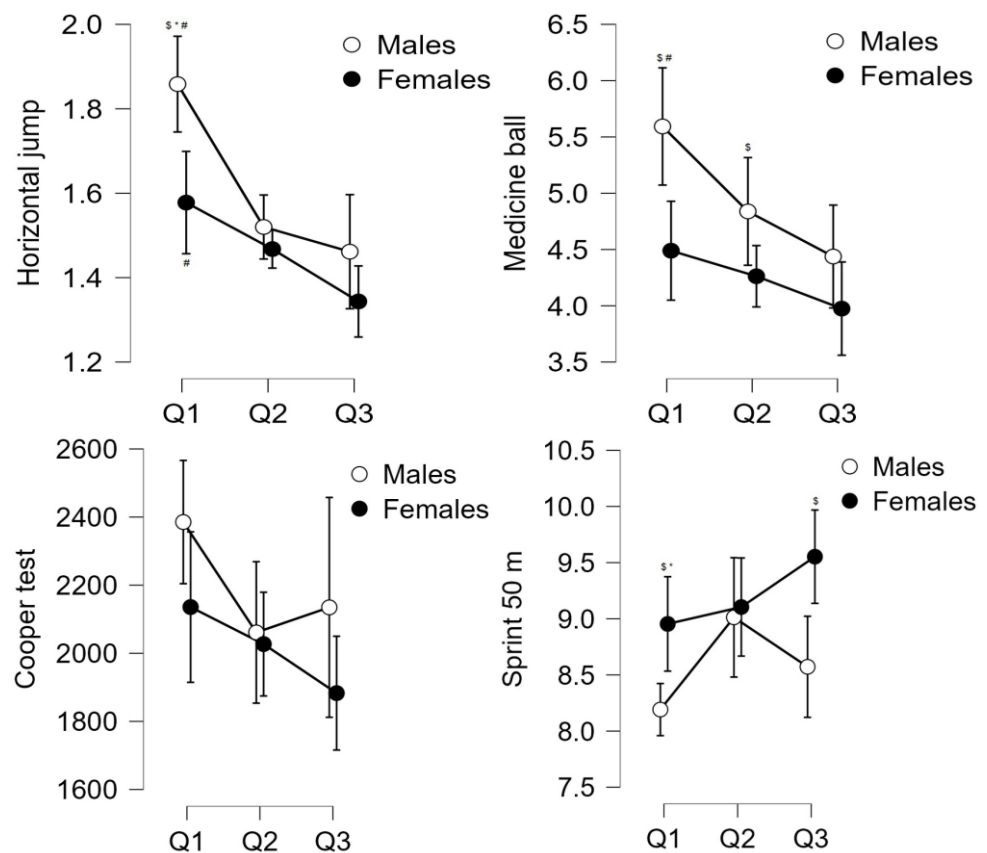 Horizontal jump
2.0
1.8
1.6
1.4
1.2
$ * #
#
Males
Females
Q1 Q2 Q3
Medicine ball
6.5
6.0
5.5
5.0
4.5
4.0
3.5
$ #
$
Males
Females
Q1 Q2 Q3
Cooper test
2600
2400
2200
2000
1800
1600
Males
Females
Q1 Q2 Q3
Sprint 50 m
10.5
10.0
9.5
9.0
8.5
8.0
7.5
$ *
$
Males
Females
Q1 Q2 Q3